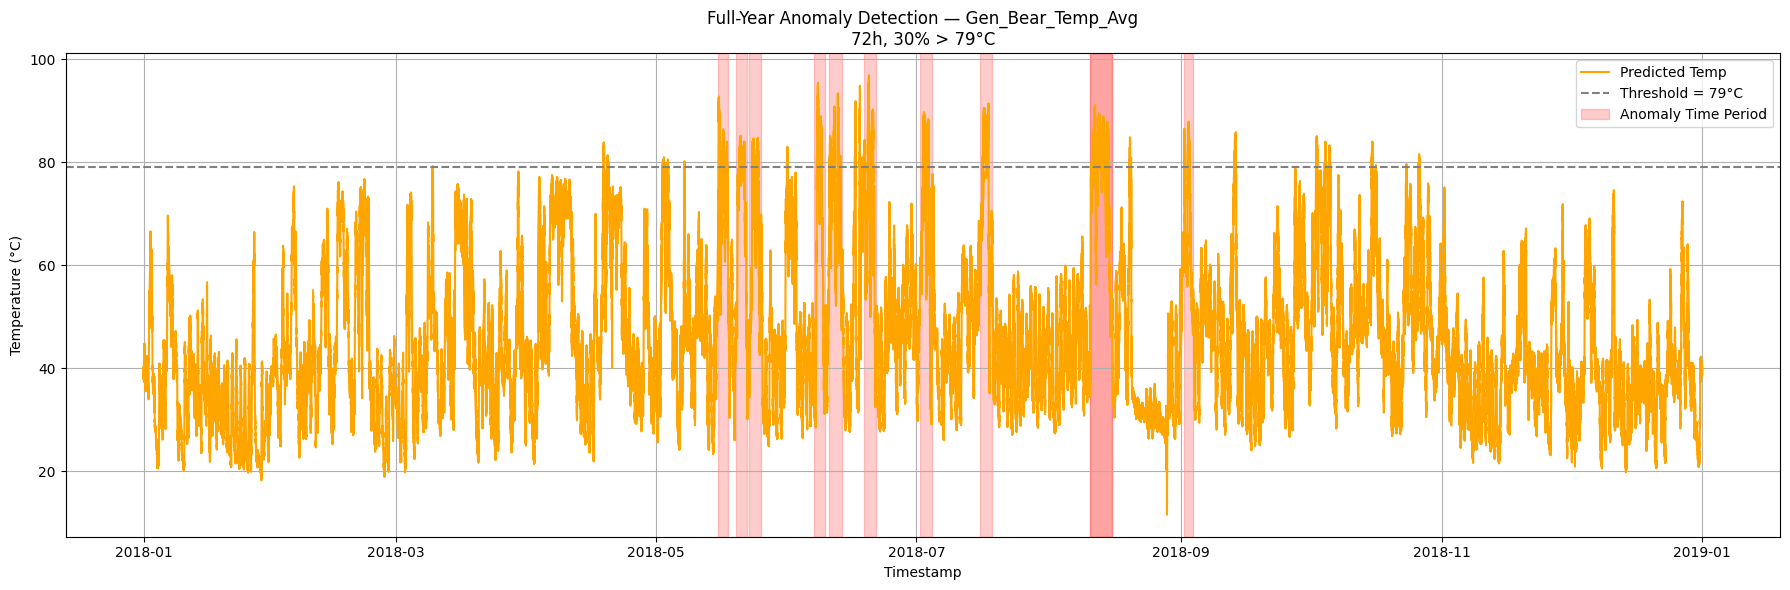 Full-Year Anomaly Detection — Gen_Bear_Temp_Avg
72h, 30% > 79°C
Predicted Temp
Threshold = 79°C
Anomaly Time Period
Temperature (°C)
100
80
60
40
20
2018-01
2018-03
2018-05
2018-07
2018-09
2018-11
2019-01
Timestamp